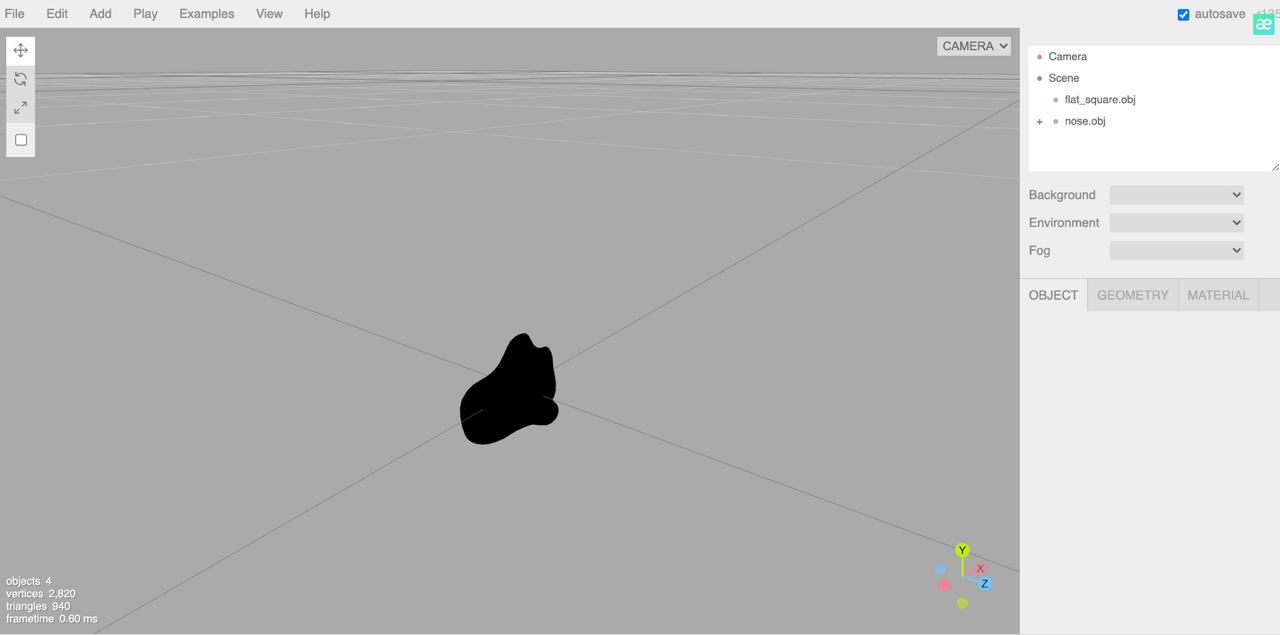 File Edit Add Play Examples View Help autosave r135
æ
CAMERA
Camera
Scene
flat_square.obj
+ nose.obj
Background
Environment
Fog
OBJECT GEOMETRY MATERIAL
Y
X
Z
objects 4
vertices 2,820
triangles 940
frametime 0.60 ms